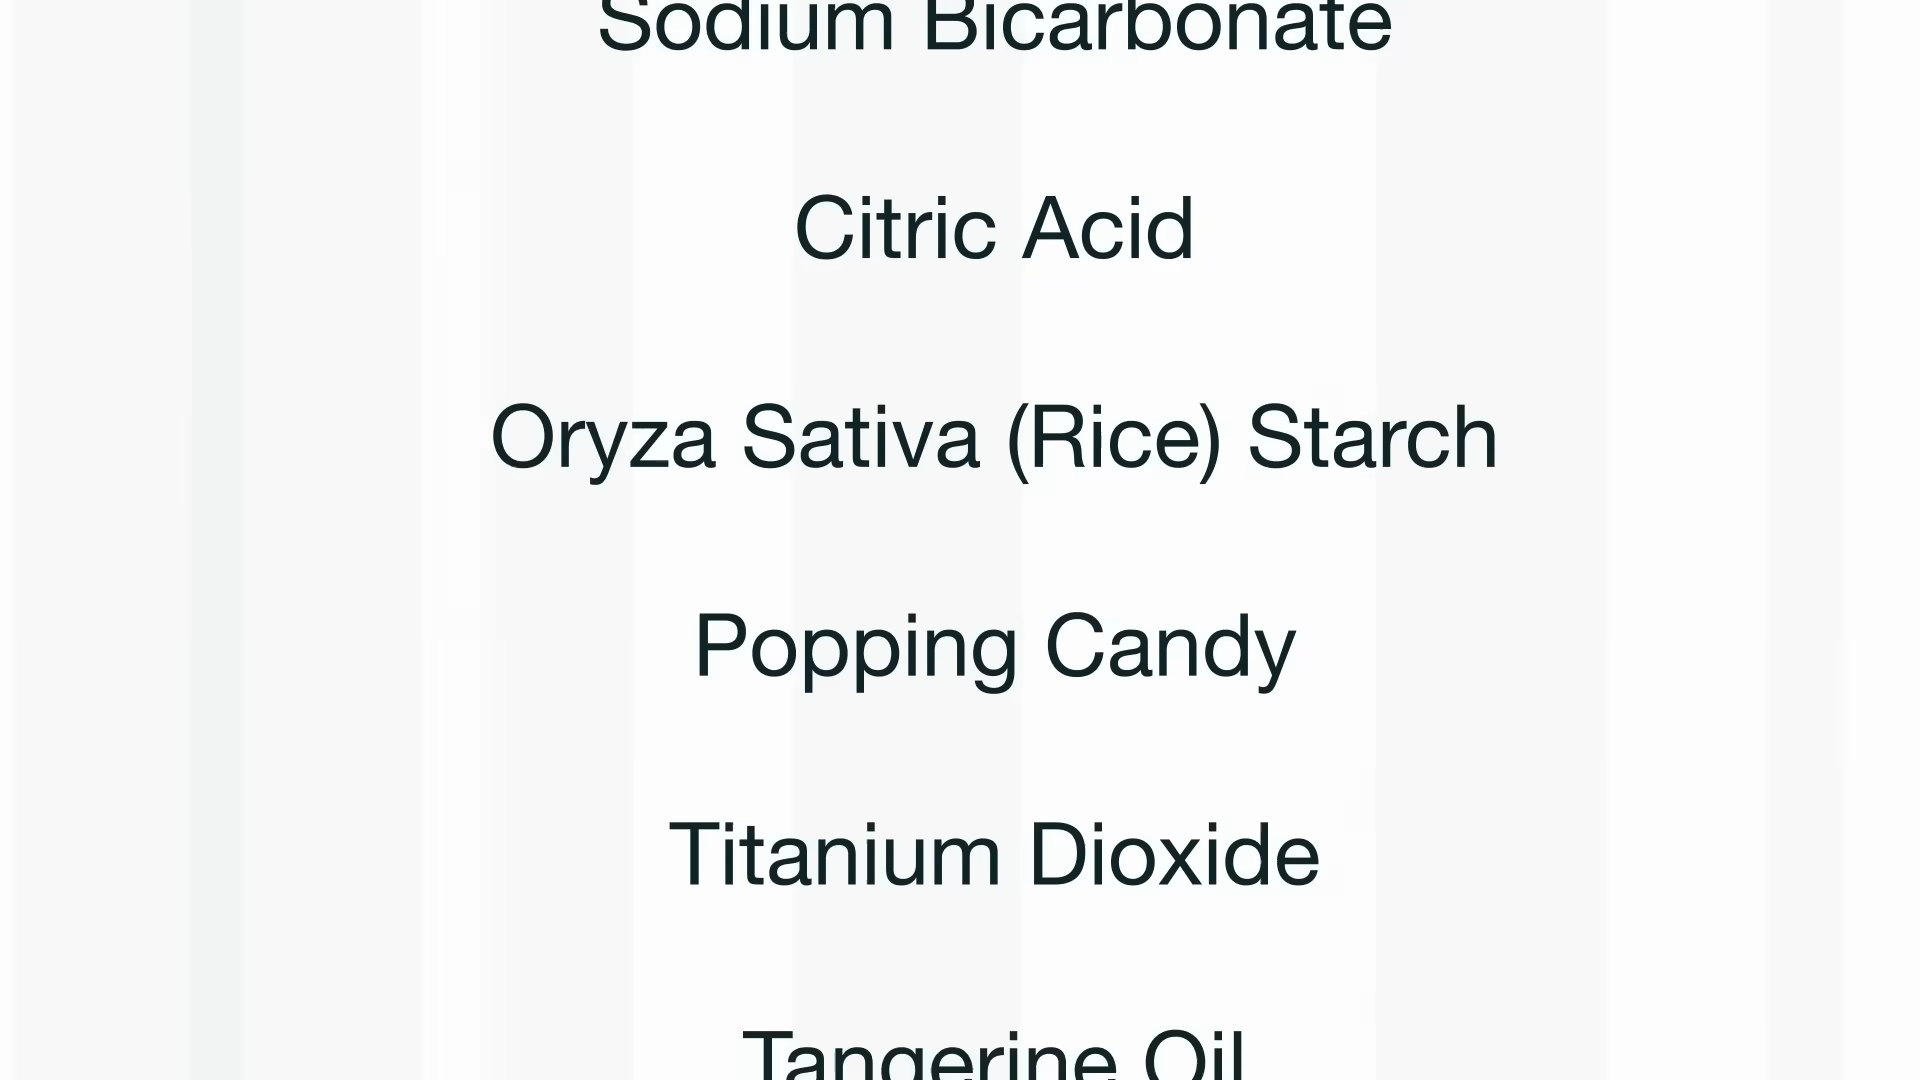 Sodium Bicarbonate
Citric Acid
Oryza Sativa (Rice) Starch
Popping Candy
Titanium Dioxide
Tangerine Oil